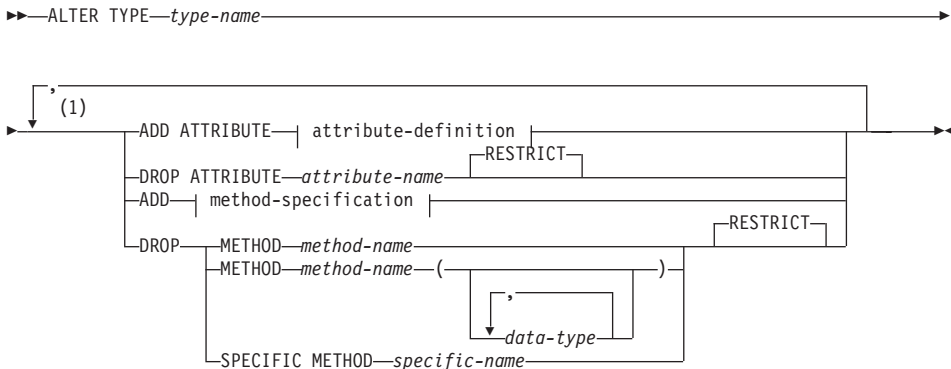 ALTER TYPE type-name
,
(1)
ADD ATTRIBUTE attribute-definition
RESTRICT
DROP ATTRIBUTE attribute-name
ADD method-specification
RESTRICT
DROP METHOD method-name
METHOD method-name ( )
,
data-type
SPECIFIC METHOD specific-name